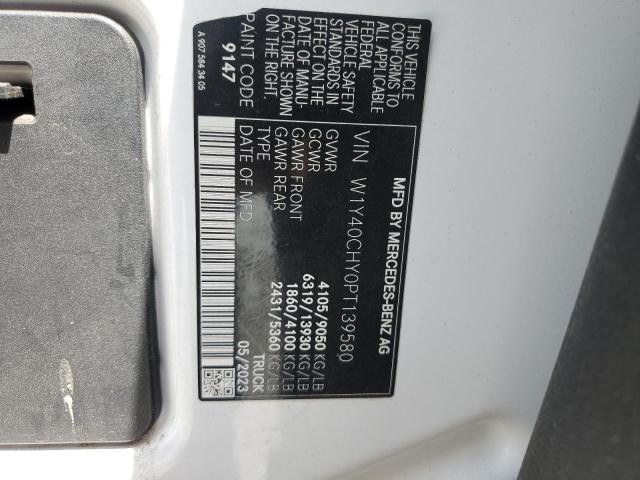 MFD BY MERCEDES-BENZ AG
VIN W1Y40CHY0PT139580
GVWR 4105/9050 KG/LB
GCWR 6319/13930 KG/LB
GAWR FRONT 1860/4100 KG/LB
GAWR REAR 2431/5360 KG/LB
TYPE TRUCK
DATE OF MFD 05/2023
THIS VEHICLE
CONFORMS TO
ALL APPLICABLE
FEDERAL
VEHICLE SAFETY
STANDARDS IN
EFFECT ON THE
DATE OF MANU-
FACTURE SHOWN
ON THE RIGHT
PAINT CODE
9147
A 907 584 34 05